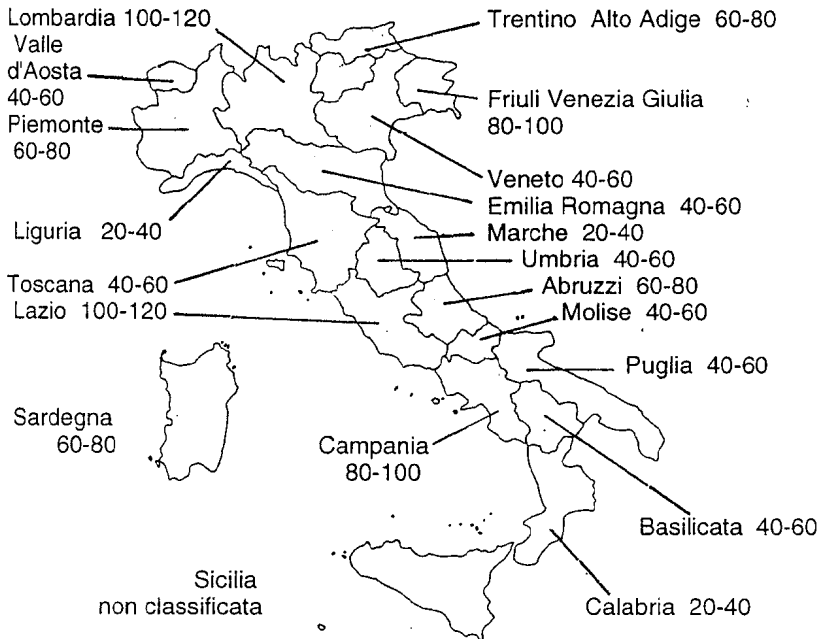 Lombardia 100-120
Valle
d'Aosta
40-60
Piemonte
60-80
Liguria 20-40
Toscana 40-60
Lazio 100-120
Sardegna
60-80
Sicilia
non classificata
Campania
80-100
Trentino Alto Adige 60-80
Friuli Venezia Giulia
80-100
Veneto 40-60
Emilia Romagna 40-60
Marche 20-40
Umbria 40-60
Abruzzi 60-80
Molise 40-60
Puglia 40-60
Basilicata 40-60
Calabria 20-40